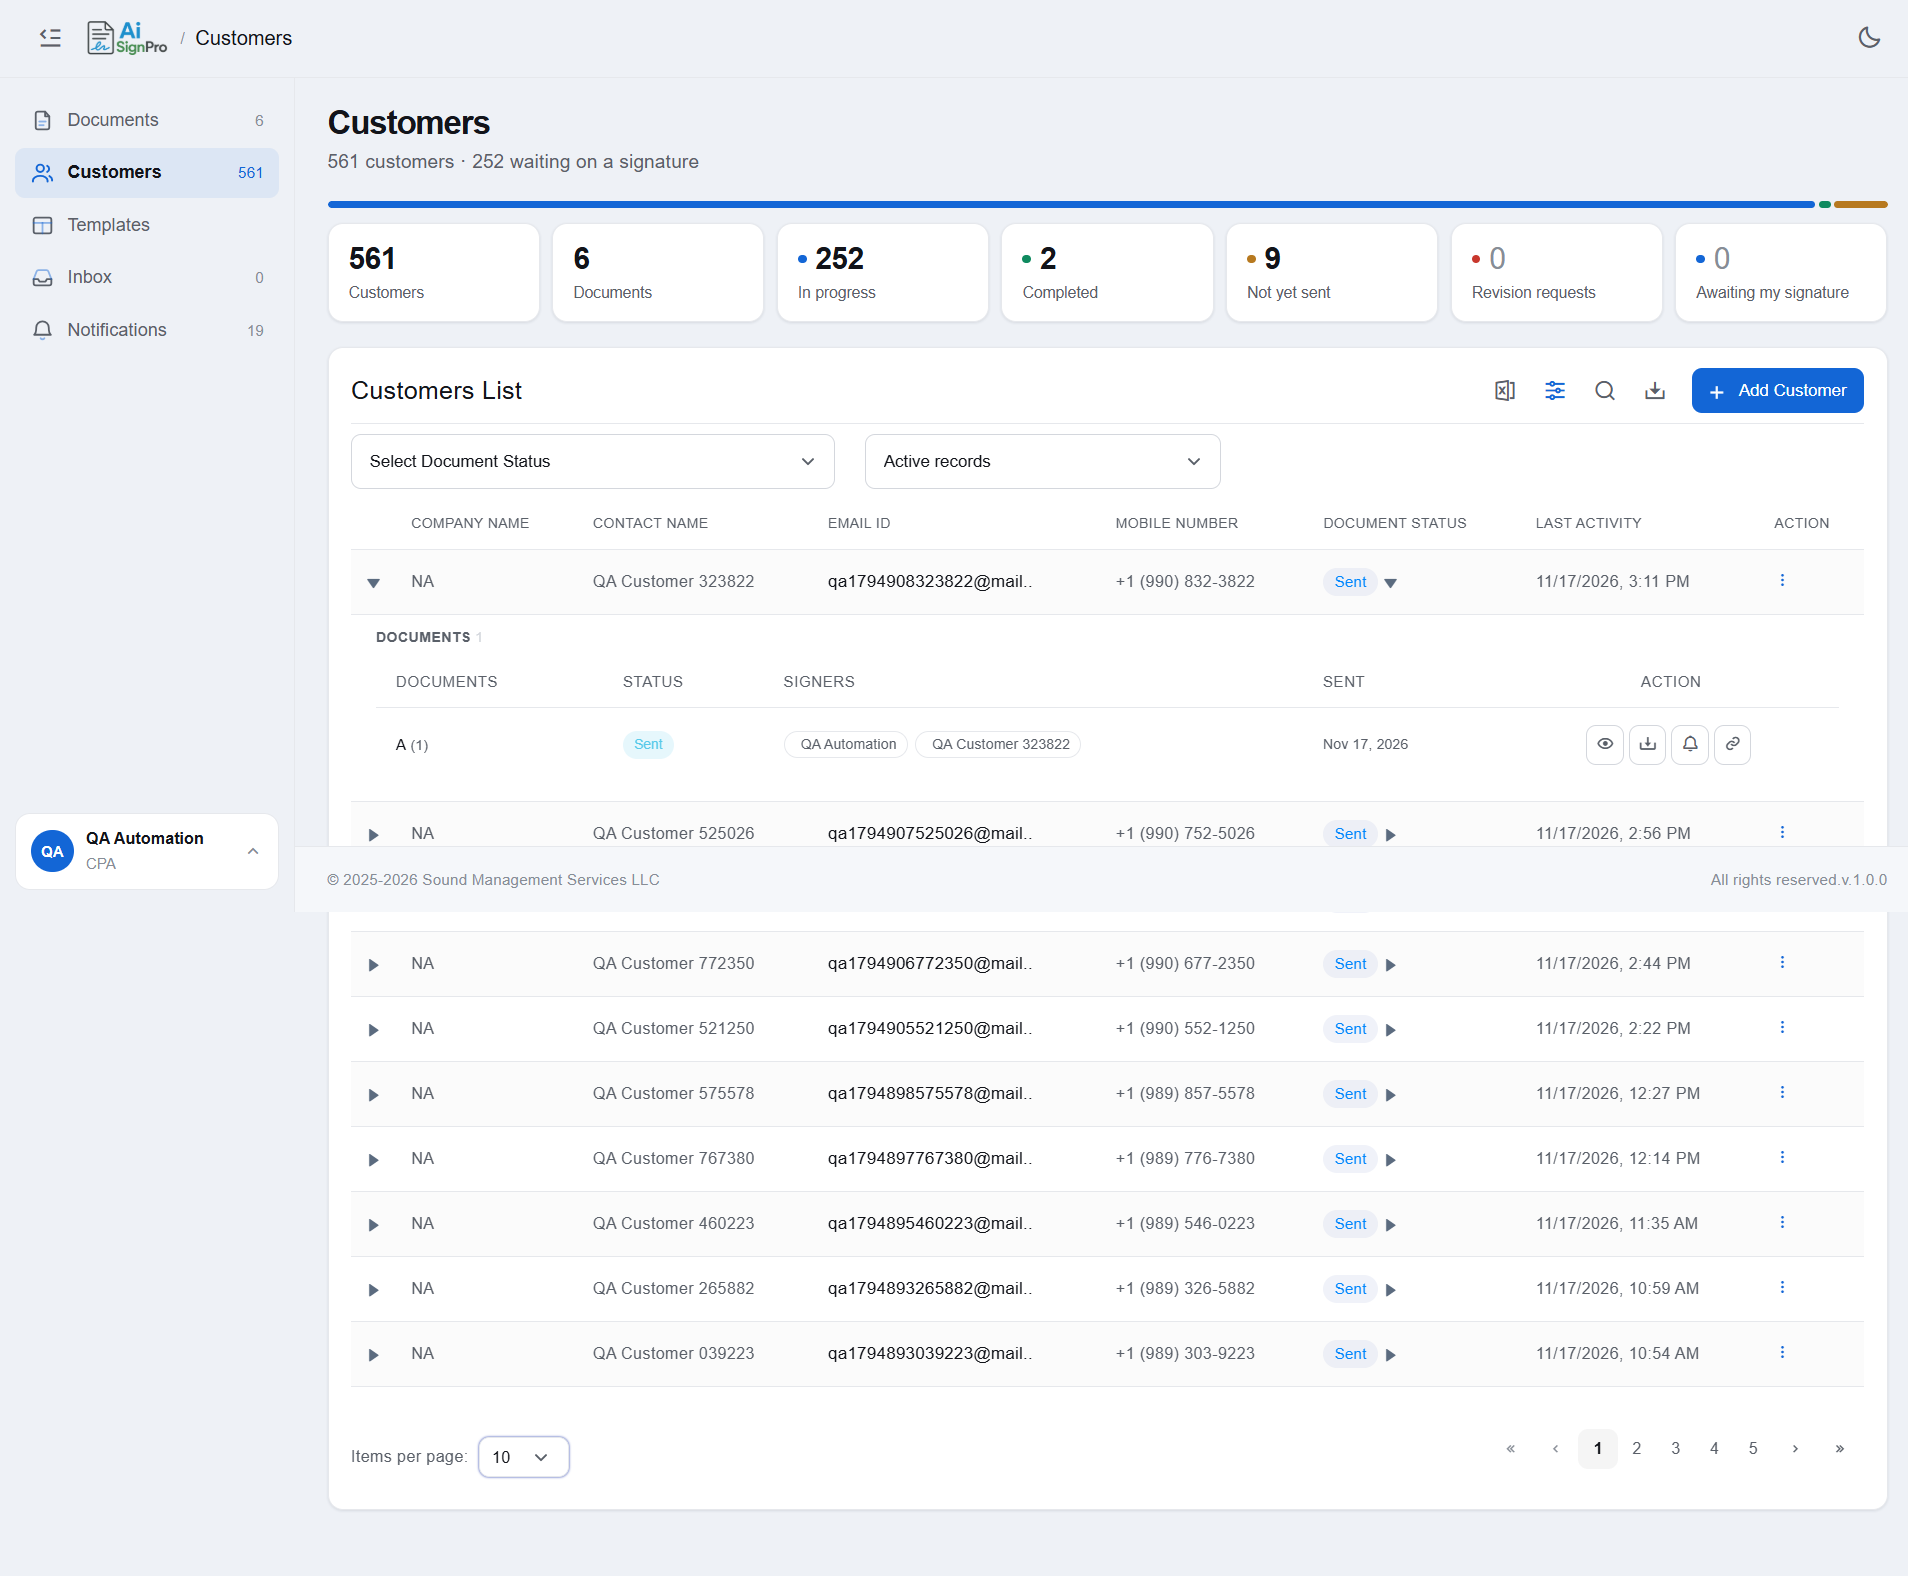 Ai SignPro / Customers
Documents 6
Customers 561
Templates
Inbox 0
Notifications 19
QA
QA Automation
CPA
Customers
561 customers · 252 waiting on a signature
561
Customers
6
Documents
252
In progress
2
Completed
9
Not yet sent
0
Revision requests
0
Awaiting my signature
Customers List
+ Add Customer
Select Document Status
Active records
COMPANY NAME CONTACT NAME EMAIL ID MOBILE NUMBER DOCUMENT STATUS LAST ACTIVITY ACTION
NA QA Customer 323822 qa1794908323822@mail.. +1 (990) 832-3822 Sent 11/17/2026, 3:11 PM
DOCUMENTS 1
DOCUMENTS STATUS SIGNERS SENT ACTION
A (1) Sent QA Automation QA Customer 323822 Nov 17, 2026
NA QA Customer 525026 qa1794907525026@mail.. +1 (990) 752-5026 Sent 11/17/2026, 2:56 PM
© 2025-2026 Sound Management Services LLC All rights reserved.v.1.0.0
NA QA Customer 772350 qa1794906772350@mail.. +1 (990) 677-2350 Sent 11/17/2026, 2:44 PM
NA QA Customer 521250 qa1794905521250@mail.. +1 (990) 552-1250 Sent 11/17/2026, 2:22 PM
NA QA Customer 575578 qa1794898575578@mail.. +1 (989) 857-5578 Sent 11/17/2026, 12:27 PM
NA QA Customer 767380 qa1794897767380@mail.. +1 (989) 776-7380 Sent 11/17/2026, 12:14 PM
NA QA Customer 460223 qa1794895460223@mail.. +1 (989) 546-0223 Sent 11/17/2026, 11:35 AM
NA QA Customer 265882 qa1794893265882@mail.. +1 (989) 326-5882 Sent 11/17/2026, 10:59 AM
NA QA Customer 039223 qa1794893039223@mail.. +1 (989) 303-9223 Sent 11/17/2026, 10:54 AM
Items per page: 10
« ‹ 1 2 3 4 5 › »